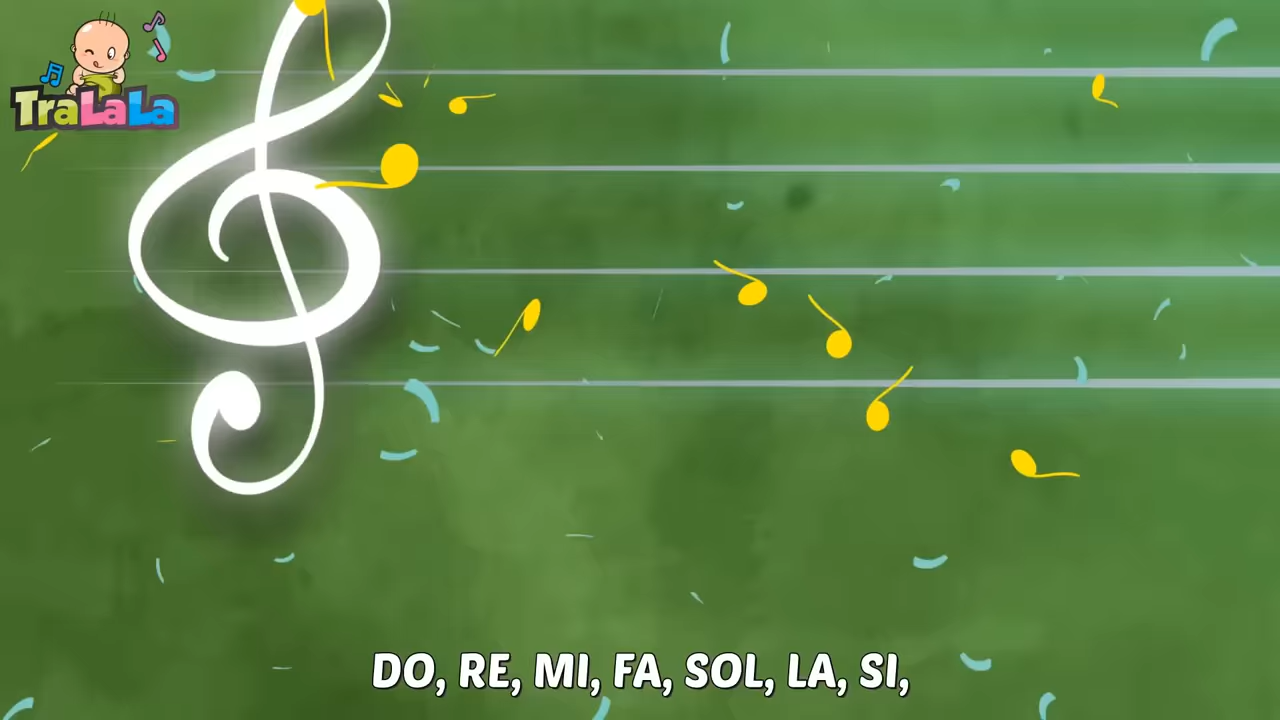 TraLaLa
DO, RE, MI, FA, SOL, LA, SI,